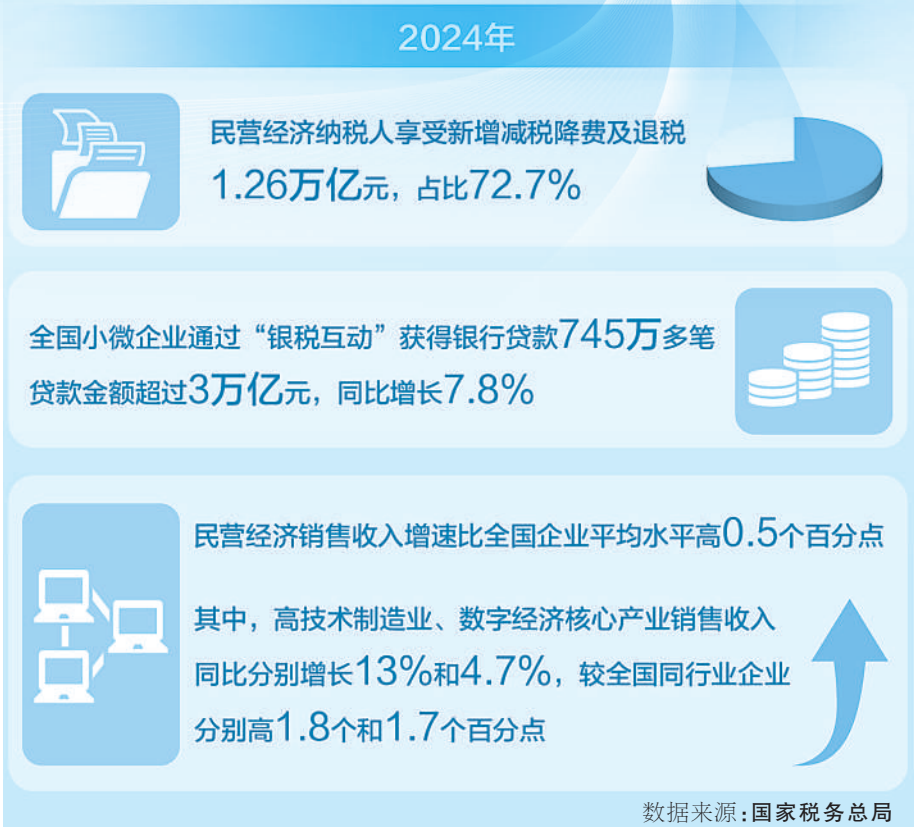 2024年
民营经济纳税人享受新增减税降费及退税
1.26万亿元，占比72.7%
全国小微企业通过“银税互动”获得银行贷款745万多笔
贷款金额超过3万亿元，同比增长7.8%
民营经济销售收入增速比全国企业平均水平高0.5个百分点
其中，高技术制造业、数字经济核心产业销售收入
同比分别增长13%和4.7%，较全国同行业企业
分别高1.8个和1.7个百分点
数据来源:国家税务总局